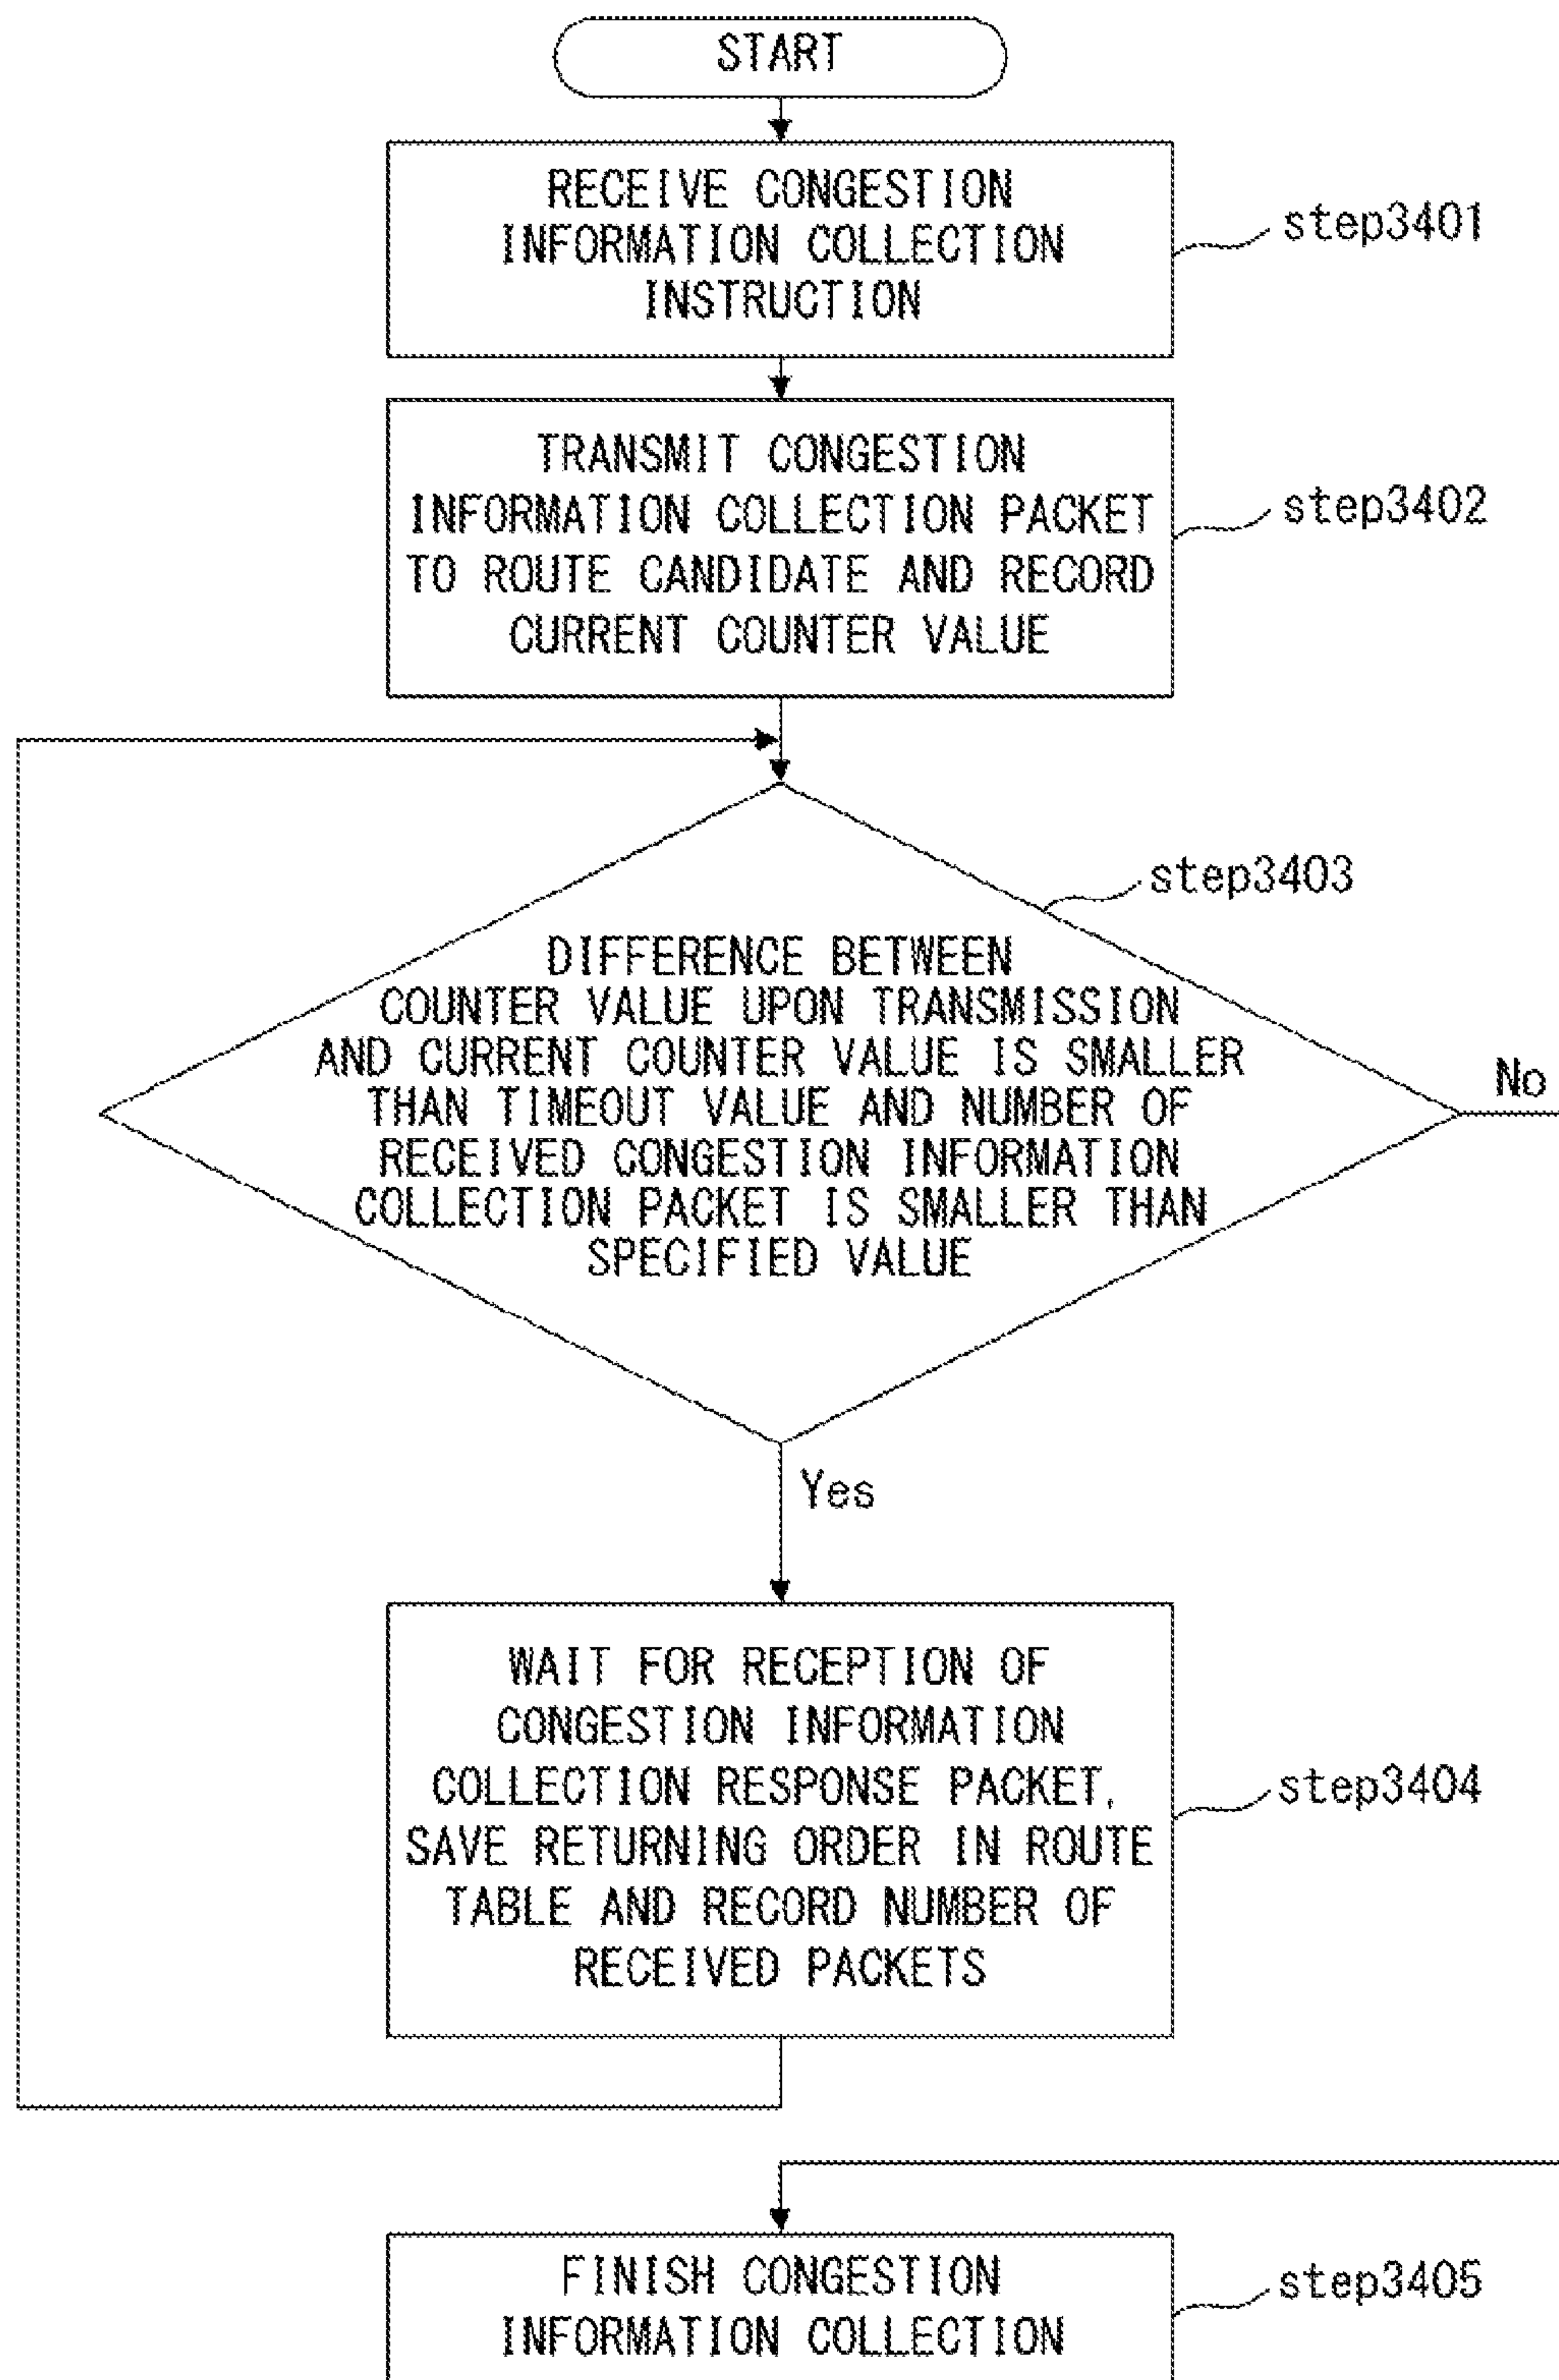 START
RECEIVE CONGESTION
INFORMATION COLLECTION
INSTRUCTION
step3401
TRANSMIT CONGESTION
INFORMATION COLLECTION PACKET
TO ROUTE CANDIDATE AND RECORD
CURRENT COUNTER VALUE
step3402
step3403
DIFFERENCE BETWEEN
COUNTER VALUE UPON TRANSMISSION
AND CURRENT COUNTER VALUE IS SMALLER
THAN TIMEOUT VALUE AND NUMBER OF
RECEIVED CONGESTION INFORMATION
COLLECTION PACKET IS SMALLER THAN
SPECIFIED VALUE
No
Yes
WAIT FOR RECEPTION OF
CONGESTION INFORMATION
COLLECTION RESPONSE PACKET,
SAVE RETURNING ORDER IN ROUTE
TABLE AND RECORD NUMBER OF
RECEIVED PACKETS
step3404
FINISH CONGESTION
INFORMATION COLLECTION
step3405